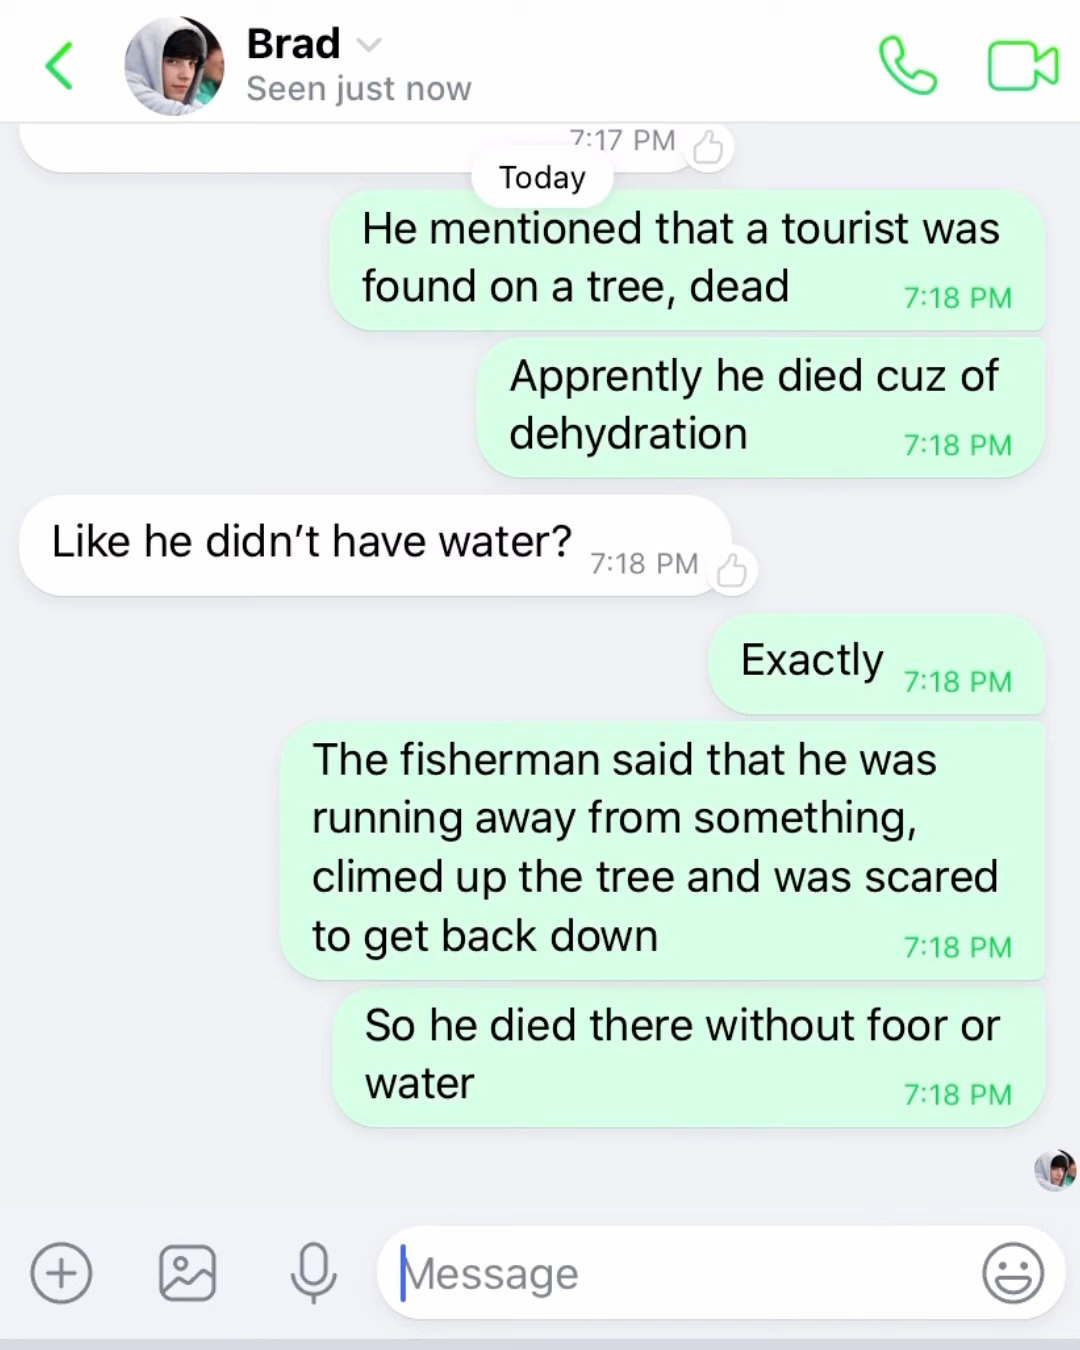 Brad
Seen just now
7:17 PM
Today
He mentioned that a tourist was
found on a tree, dead
7:18 PM
Apprently he died cuz of
dehydration
7:18 PM
Like he didn’t have water?
7:18 PM
Exactly
7:18 PM
The fisherman said that he was
running away from something,
climed up the tree and was scared
to get back down
7:18 PM
So he died there without foor or
water
7:18 PM
Message